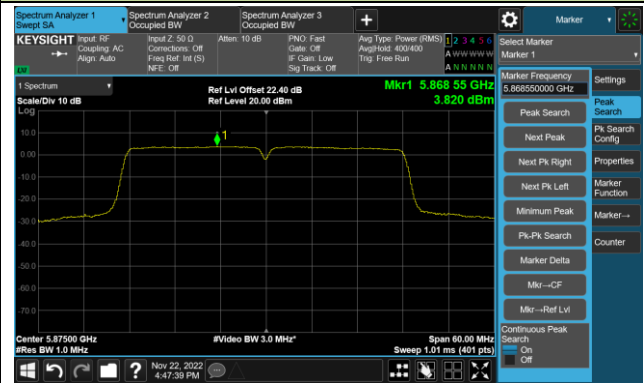 Spectrum Analyzer 1
Swept SA
Spectrum Analyzer 2
Occupied BW
Spectrum Analyzer 3
Occupied BW
Marker
KEYSIGHT
Input: RF
Coupling: AC
Align: Auto
Input Z: 50 Ω
Corrections: Off
Freq Ref: Int (S)
NFE: Off
Atten: 10 dB
PNO: Fast
Gate: Off
IF Gain: Low
Sig Track: Off
Avg Type: Power (RMS)
Avg|Hold: 400/400
Trig: Free Run
1 2 3 4 5 6
A W W W W W
A N N N N N
Select Marker
Marker 1
1 Spectrum
Scale/Div 10 dB
Log
Ref Lvl Offset 22.40 dB
Ref Level 20.00 dBm
Mkr1 5.868 55 GHz
3.820 dBm
10.0
0.00
-10.0
-20.0
-30.0
-40.0
-50.0
-60.0
-70.0
1
Center 5.87500 GHz
#Res BW 1.0 MHz
#Video BW 3.0 MHz*
Span 60.00 MHz
Sweep 1.01 ms (401 pts)
Marker Frequency
5.868550000 GHz
Peak Search
Next Peak
Next Pk Right
Next Pk Left
Minimum Peak
Pk-Pk Search
Marker Delta
Mkr→CF
Mkr→Ref Lvl
Continuous Peak
Search
On
Off
Settings
Peak
Search
Pk Search
Config
Properties
Marker
Function
Marker→
Counter
Nov 22, 2022
4:47:39 PM